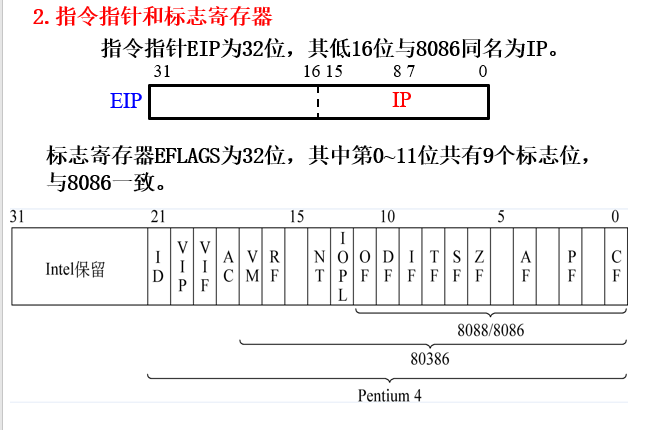 2.指令指针和标志寄存器
指令指针EIP为32位，其低16位与8086同名为IP。
31 16 15 8 7 0
EIP IP
标志寄存器EFLAGS为32位，其中第0~11位共有9个标志位，
与8086一致。
31 21 15 10 5 0
Intel保留 ID VIP VIF AC VM RF NT IOPL OF DF IF TF SF ZF AF PF CF
8088/8086
80386
Pentium 4